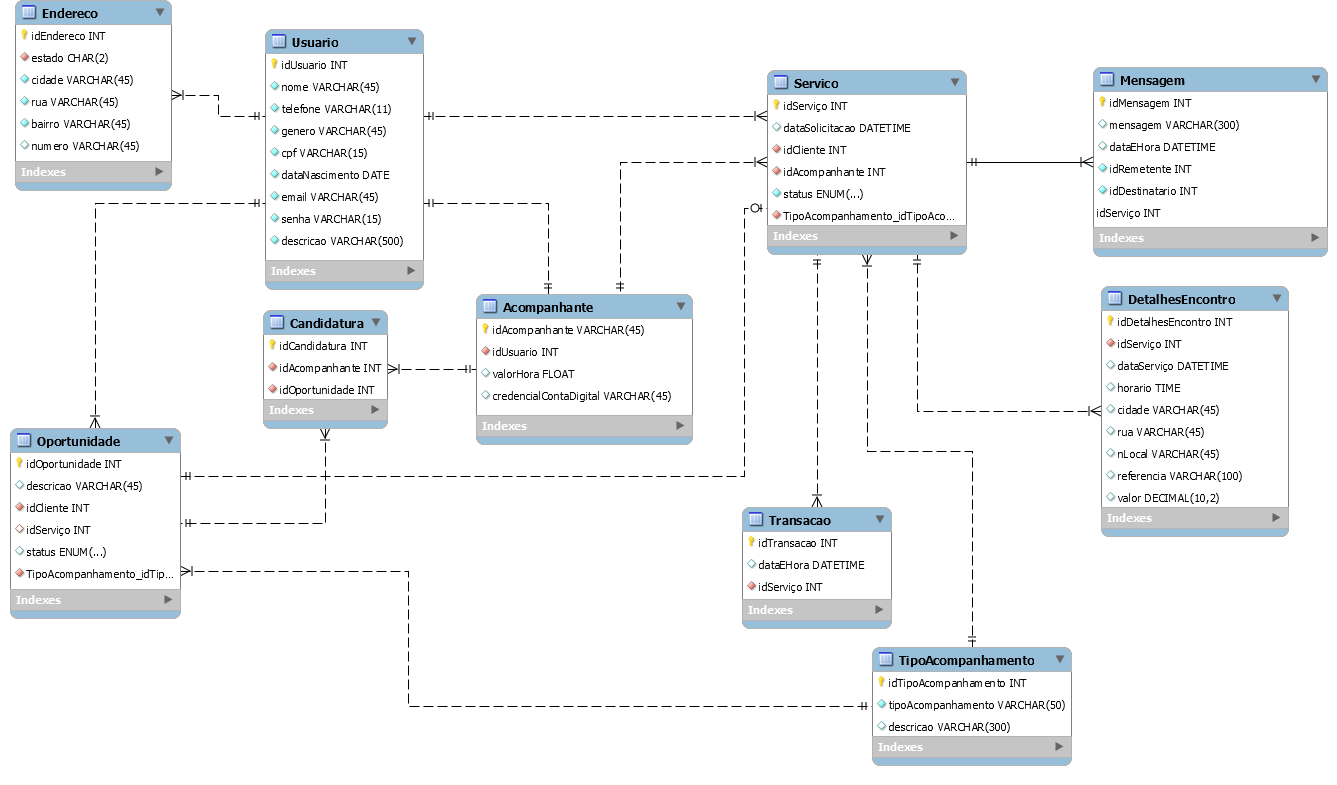 Endereco
idEndereco INT
estado CHAR(2)
cidade VARCHAR(45)
rua VARCHAR(45)
bairro VARCHAR(45)
numero VARCHAR(45)
Indexes
Usuario
idUsuario INT
nome VARCHAR(45)
telefone VARCHAR(11)
genero VARCHAR(45)
cpf VARCHAR(15)
dataNascimento DATE
email VARCHAR(45)
senha VARCHAR(15)
descricao VARCHAR(500)
Indexes
Servico
idServiço INT
dataSolicitacao DATETIME
idCliente INT
idAcompanhante INT
status ENUM(...)
TipoAcompanhamento_idTipoAco...
Indexes
Mensagem
idMensagem INT
mensagem VARCHAR(300)
dataEHora DATETIME
idRemetente INT
idDestinatario INT
idServiço INT
Indexes
Candidatura
idCandidatura INT
idAcompanhante INT
idOportunidade INT
Indexes
Acompanhante
idAcompanhante VARCHAR(45)
idUsuario INT
valorHora FLOAT
credencialContaDigital VARCHAR(45)
Indexes
DetalhesEncontro
idDetalhesEncontro INT
idServiço INT
dataServiço DATETIME
horario TIME
cidade VARCHAR(45)
rua VARCHAR(45)
nLocal VARCHAR(45)
referencia VARCHAR(100)
valor DECIMAL(10,2)
Indexes
Oportunidade
idOportunidade INT
descricao VARCHAR(45)
idCliente INT
idServiço INT
status ENUM(...)
TipoAcompanhamento_idTip...
Indexes
Transacao
idTransacao INT
dataEHora DATETIME
idServiço INT
Indexes
TipoAcompanhamento
idTipoAcompanhamento INT
tipoAcompanhamento VARCHAR(50)
descricao VARCHAR(300)
Indexes